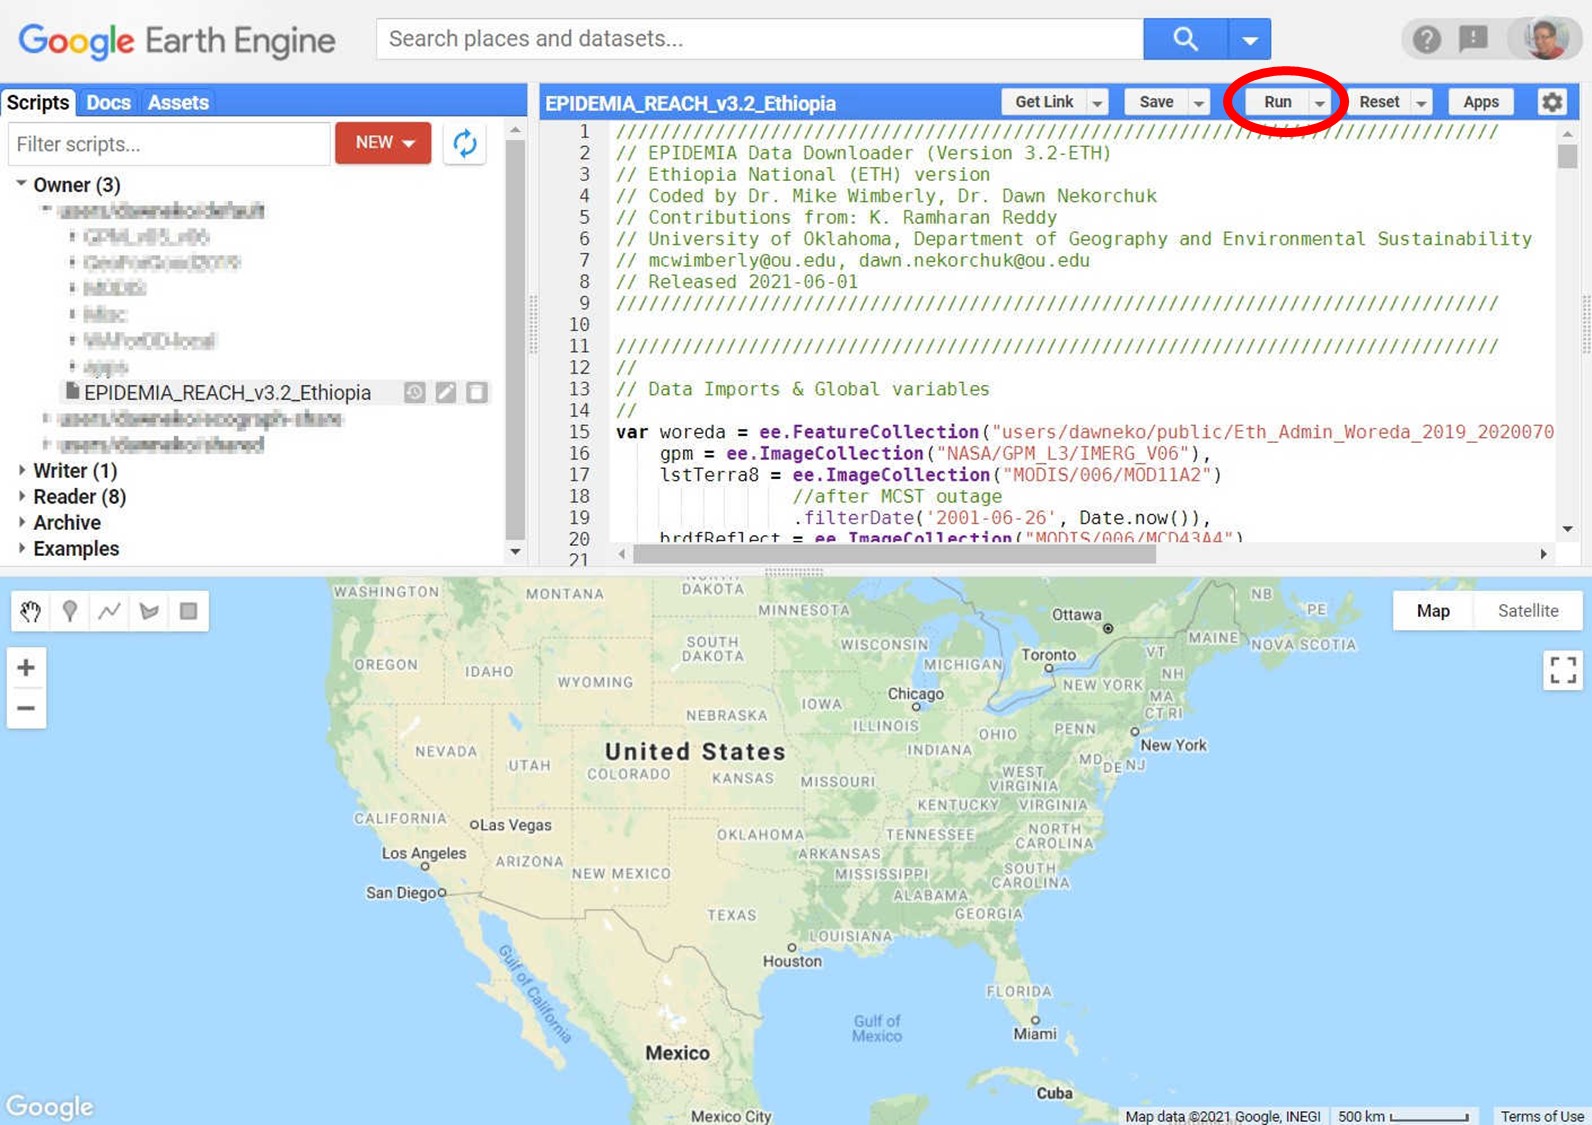 Google Earth Engine
Search places and datasets...
Scripts Docs Assets
Filter scripts...
NEW
Owner (3)
EPIDEMIA_REACH_v3.2_Ethiopia
Writer (1)
Reader (8)
Archive
Examples
EPIDEMIA_REACH_v3.2_Ethiopia
Get Link Save Run Reset Apps
1 ////////////////////////////////////////////////////////////////////////////////
2 // EPIDEMIA Data Downloader (Version 3.2-ETH)
3 // Ethiopia National (ETH) version
4 // Coded by Dr. Mike Wimberly, Dr. Dawn Nekorchuk
5 // Contributions from: K. Ramharan Reddy
6 // University of Oklahoma, Department of Geography and Environmental Sustainability
7 // mcwimberly@ou.edu, dawn.nekorchuk@ou.edu
8 // Released 2021-06-01
9 ////////////////////////////////////////////////////////////////////////////////
10
11 ////////////////////////////////////////////////////////////////////////////////
12 //
13 // Data Imports & Global variables
14 //
15 var woreda = ee.FeatureCollection("users/dawneko/public/Eth_Admin_Woreda_2019_2020070
16 gpm = ee.ImageCollection("NASA/GPM_L3/IMERG_V06"),
17 lstTerra8 = ee.ImageCollection("MODIS/006/MOD11A2")
18 //after MCST outage
19 .filterDate('2001-06-26', Date.now()),
20 brdfReflect = ee.ImageCollection("MODIS/006/MCD43A4")
21
Map Satellite
WASHINGTON
MONTANA
NORTH DAKOTA
MINNESOTA
Ottawa
NB
PE
MAINE
NOVA SCOTIA
OREGON
IDAHO
SOUTH DAKOTA
WISCONSIN
MICHIGAN
Toronto
VT
NH
WYOMING
NEW YORK
MA
CT RI
Chicago
IOWA
NEBRASKA
ILLINOIS
OHIO
PENN
New York
NEVADA
UTAH
United States
COLORADO
KANSAS
MISSOURI
INDIANA
WEST VIRGINIA
MD
DE NJ
KENTUCKY
VIRGINIA
CALIFORNIA
Las Vegas
OKLAHOMA
TENNESSEE
NORTH CAROLINA
Los Angeles
ARIZONA
NEW MEXICO
ARKANSAS
MISSISSIPPI
SOUTH CAROLINA
San Diego
ALABAMA
TEXAS
GEORGIA
LOUISIANA
Houston
Gulf of California
FLORIDA
Gulf of Mexico
Miami
Mexico
Cuba
Mexico City
Google
Map data ©2021 Google, INEGI 500 km Terms of Use